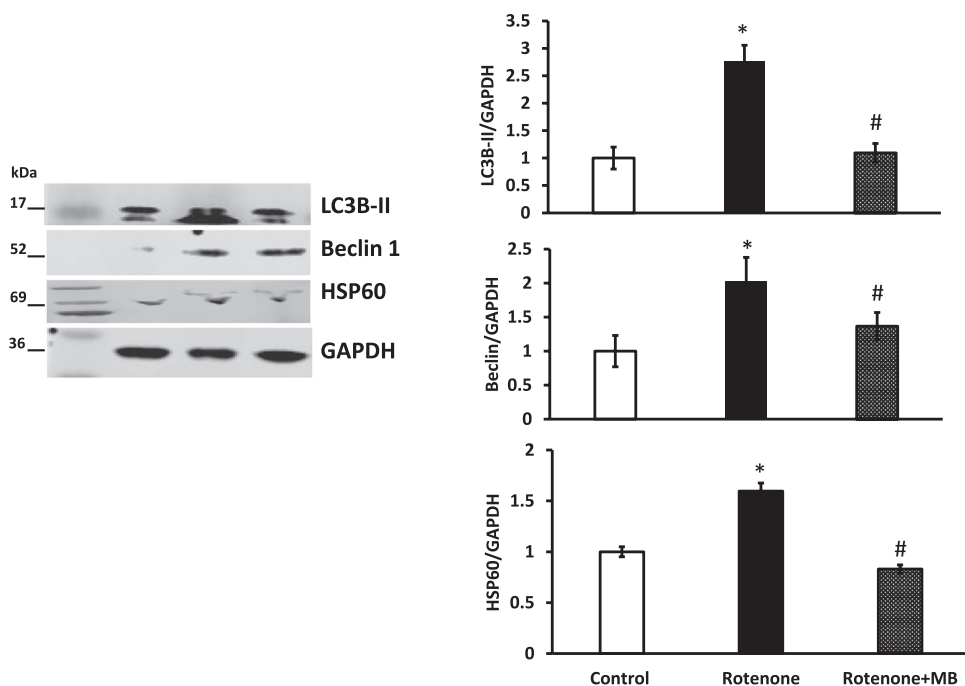 kDa
17
LC3B-II
52
Beclin 1
69
HSP60
36
GAPDH
LC3B-II/GAPDH
3.5
3
2.5
2
1.5
1
0.5
0
*
#
Beclin/GAPDH
2.5
2
1.5
1
0.5
0
*
#
HSP60/GAPDH
2
1.5
1
0.5
0
*
#
Control
Rotenone
Rotenone+MB